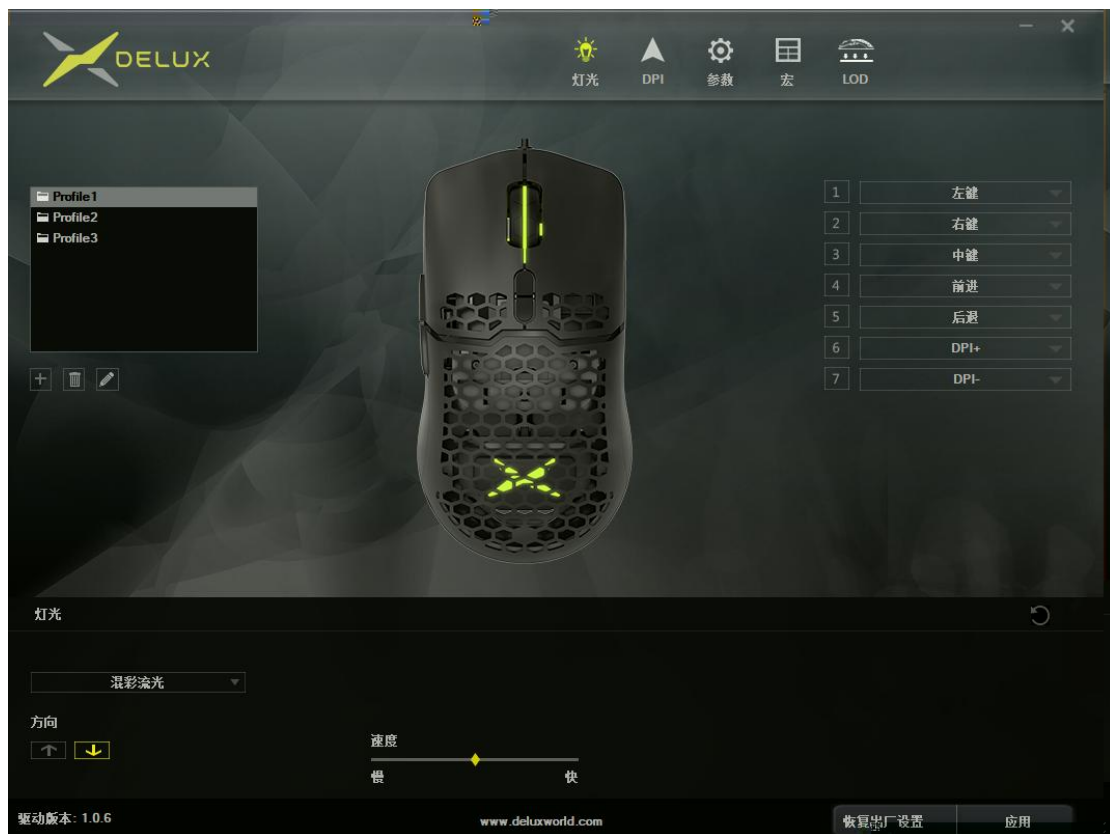 DELUX
灯光
DPI
参数
宏
LOD
Profile1
Profile2
Profile3
1 左键
2 右键
3 中键
4 前进
5 后退
6 DPI+
7 DPI-
灯光
混彩流光
方向
速度
慢 快
驱动版本: 1.0.6
www.deluxworld.com
恢复出厂设置
应用